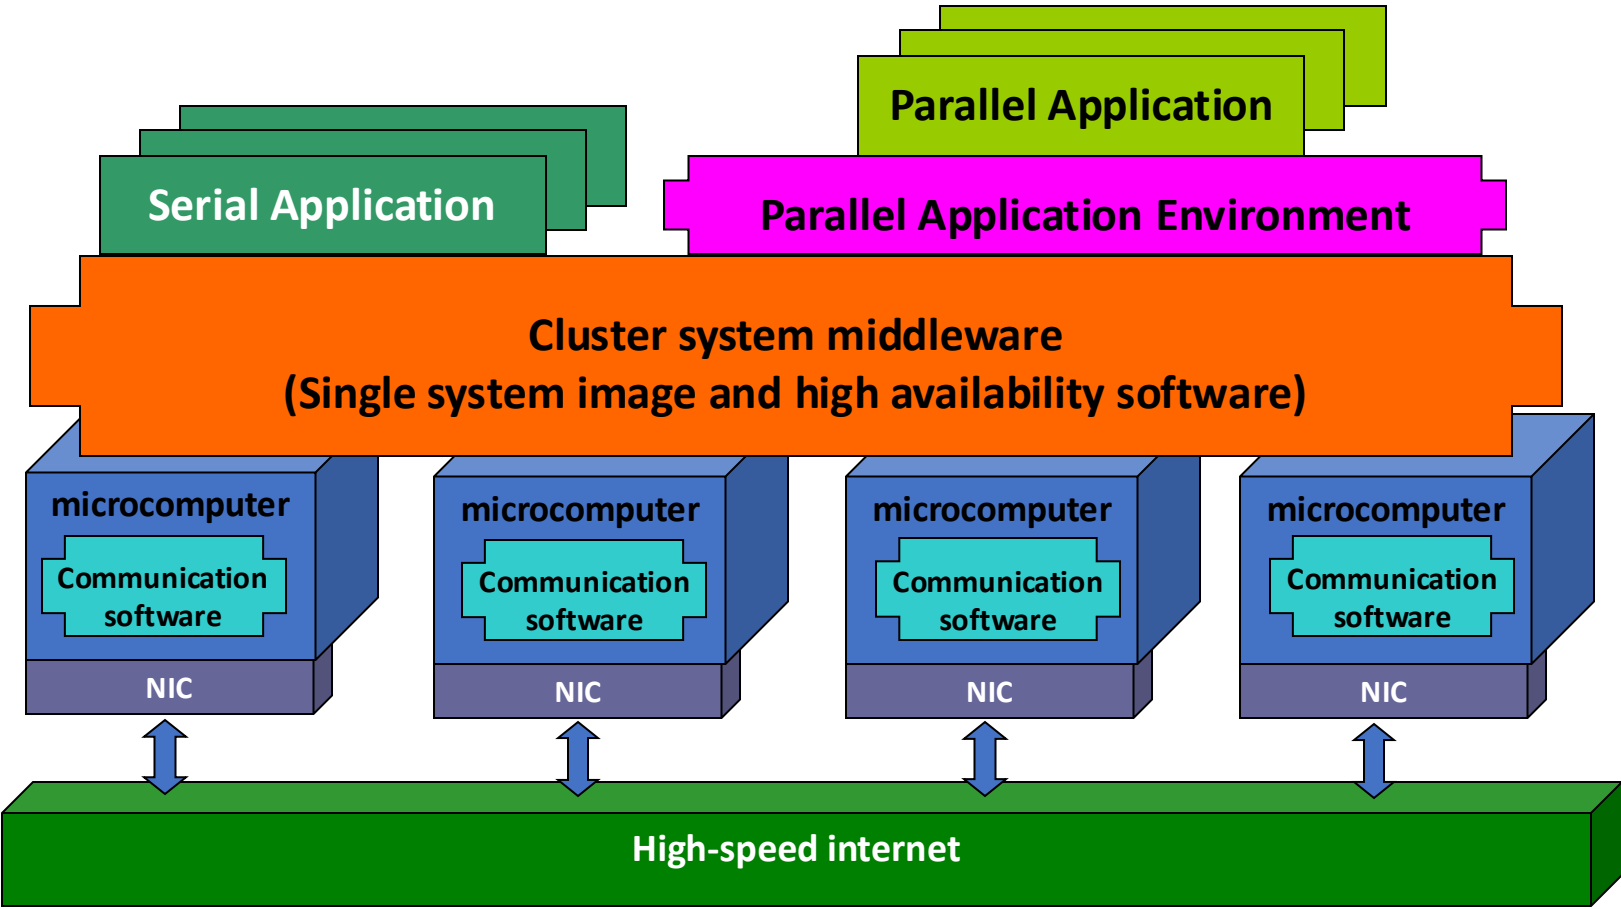 Parallel Application
Serial Application
Parallel Application Environment
Cluster system middleware
(Single system image and high availability software)
microcomputer
Communication
software
NIC
microcomputer
Communication
software
NIC
microcomputer
Communication
software
NIC
microcomputer
Communication
software
NIC
High-speed internet